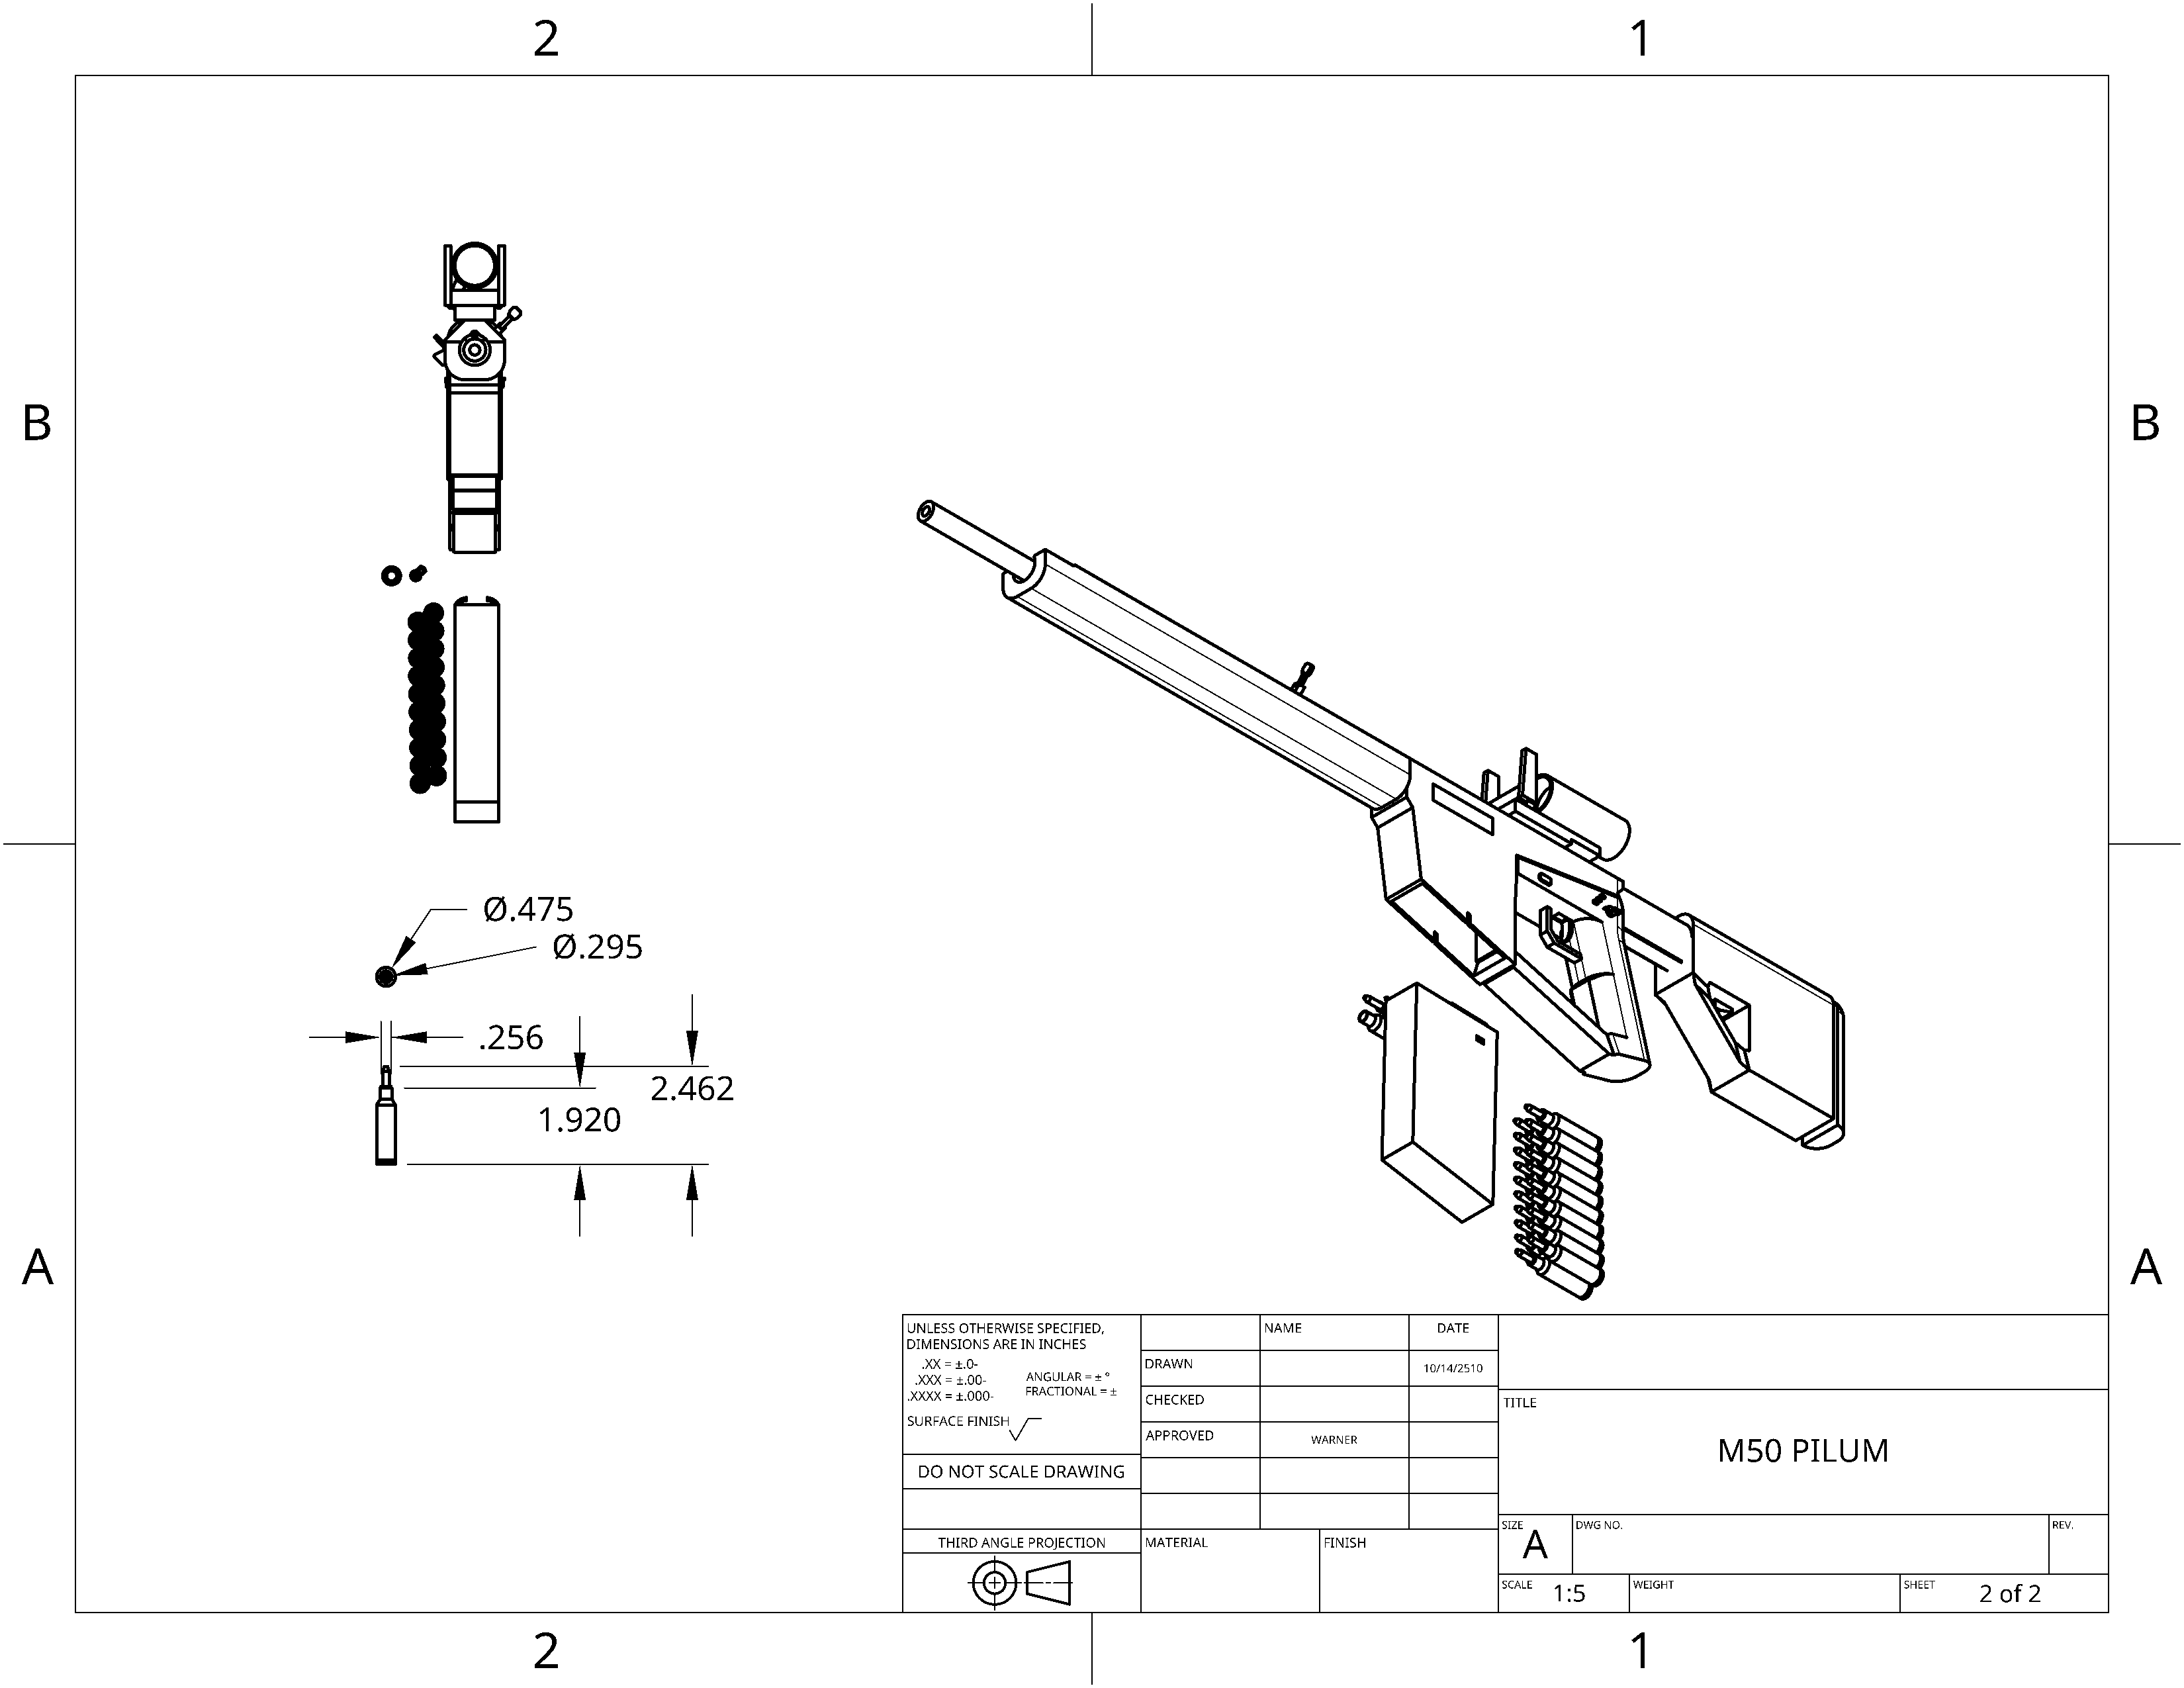 2
1
B
B
Ø.475
Ø.295
.256
2.462
1.920
A
A
UNLESS OTHERWISE SPECIFIED,
DIMENSIONS ARE IN INCHES
.XX = ±.0-
.XXX = ±.00-
.XXXX = ±.000-
ANGULAR = ± °
FRACTIONAL = ±
SURFACE FINISH
DO NOT SCALE DRAWING
THIRD ANGLE PROJECTION
NAME
DATE
DRAWN
10/14/2510
CHECKED
APPROVED
WARNER
MATERIAL
FINISH
TITLE
M50 PILUM
SIZE
A
DWG NO.
REV.
SCALE
1:5
WEIGHT
SHEET
2 of 2
2
1